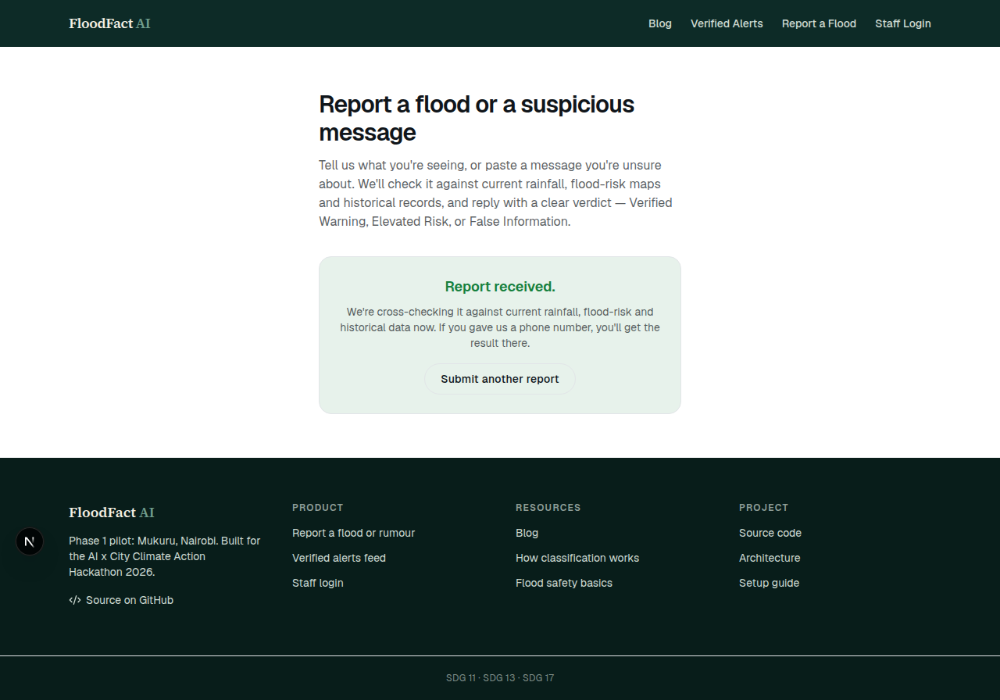 FloodFact AI
Blog
Verified Alerts
Report a Flood
Staff Login
Report a flood or a suspicious
message
Tell us what you're seeing, or paste a message you're unsure
about. We'll check it against current rainfall, flood-risk maps
and historical records, and reply with a clear verdict — Verified
Warning, Elevated Risk, or False Information.
Report received.
We're cross-checking it against current rainfall, flood-risk and
historical data now. If you gave us a phone number, you'll get the
result there.
Submit another report
FloodFact AI
Phase 1 pilot: Mukuru, Nairobi. Built for
the AI x City Climate Action
Hackathon 2026.
Source on GitHub
PRODUCT
Report a flood or rumour
Verified alerts feed
Staff login
RESOURCES
Blog
How classification works
Flood safety basics
PROJECT
Source code
Architecture
Setup guide
N
SDG 11 · SDG 13 · SDG 17